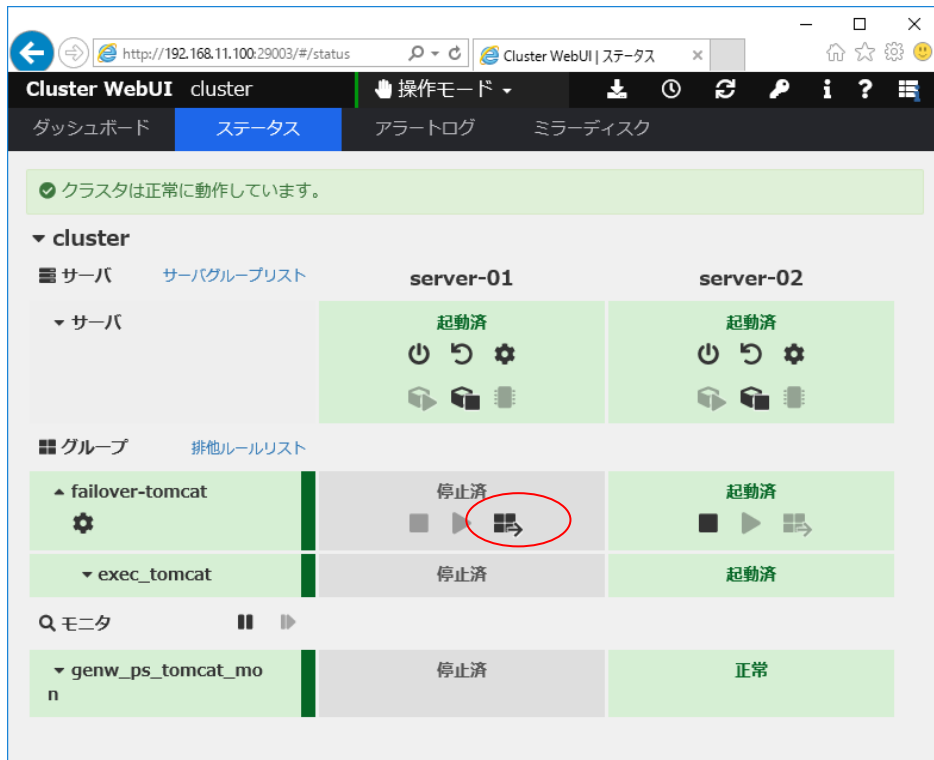 http://192.168.11.100:29003/#/status
Cluster WebUI | ステータス
Cluster WebUI cluster 操作モード
ダッシュボード ステータス アラートログ ミラーディスク
クラスタは正常に動作しています。
cluster
サーバ サーバグループリスト server-01 server-02
サーバ 起動済 起動済
グループ 排他ルールリスト
failover-tomcat 停止済 起動済
exec_tomcat 停止済 起動済
モニタ
genw_ps_tomcat_mo 停止済 正常
n